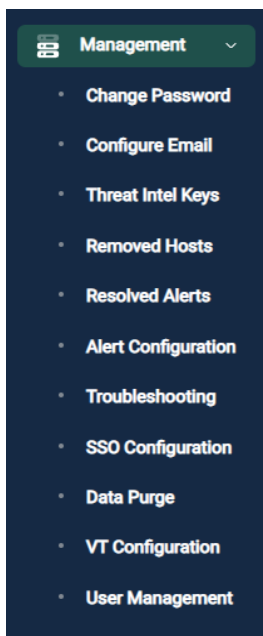 Management
Change Password
Configure Email
Threat Intel Keys
Removed Hosts
Resolved Alerts
Alert Configuration
Troubleshooting
SSO Configuration
Data Purge
VT Configuration
User Management